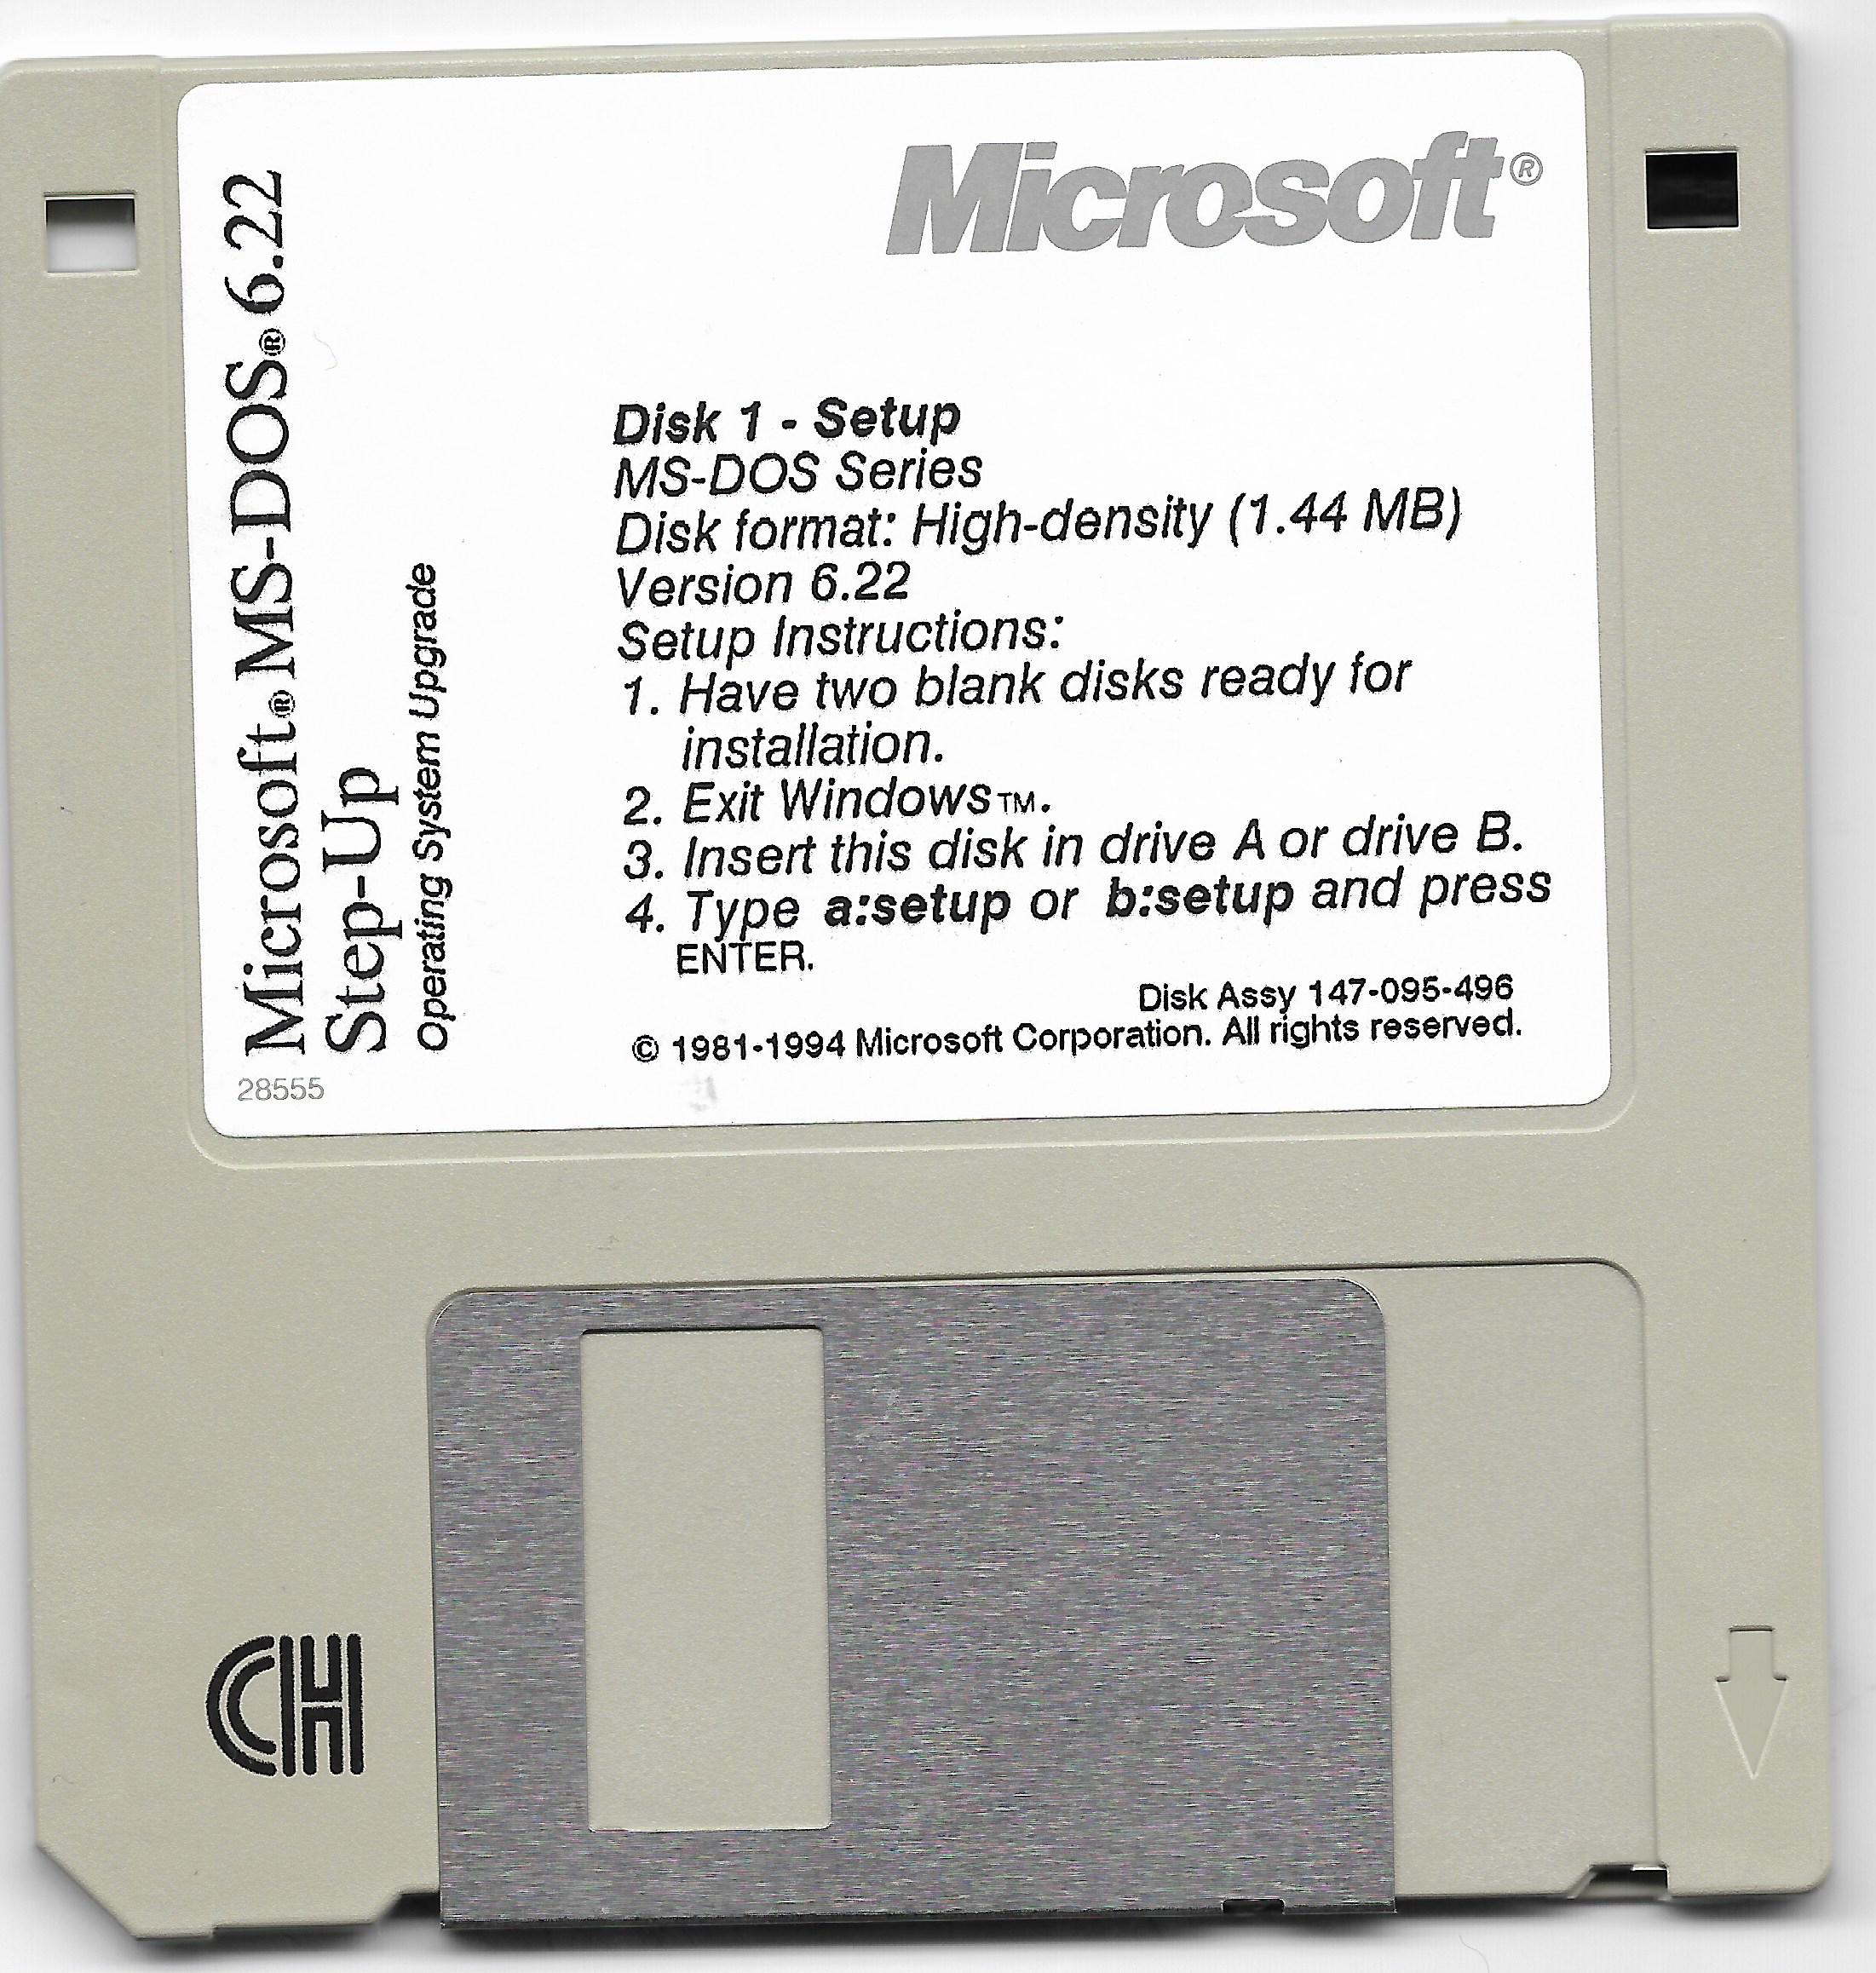 Microsoft®
Microsoft® MS-DOS® 6.22
Step-Up
Operating System Upgrade
28555
Disk 1 - Setup
MS-DOS Series
Disk format: High-density (1.44 MB)
Version 6.22
Setup Instructions:
1. Have two blank disks ready for
installation.
2. Exit Windows™.
3. Insert this disk in drive A or drive B.
4. Type a:setup or b:setup and press
ENTER.
Disk Assy 147-095-496
© 1981-1994 Microsoft Corporation. All rights reserved.
CH